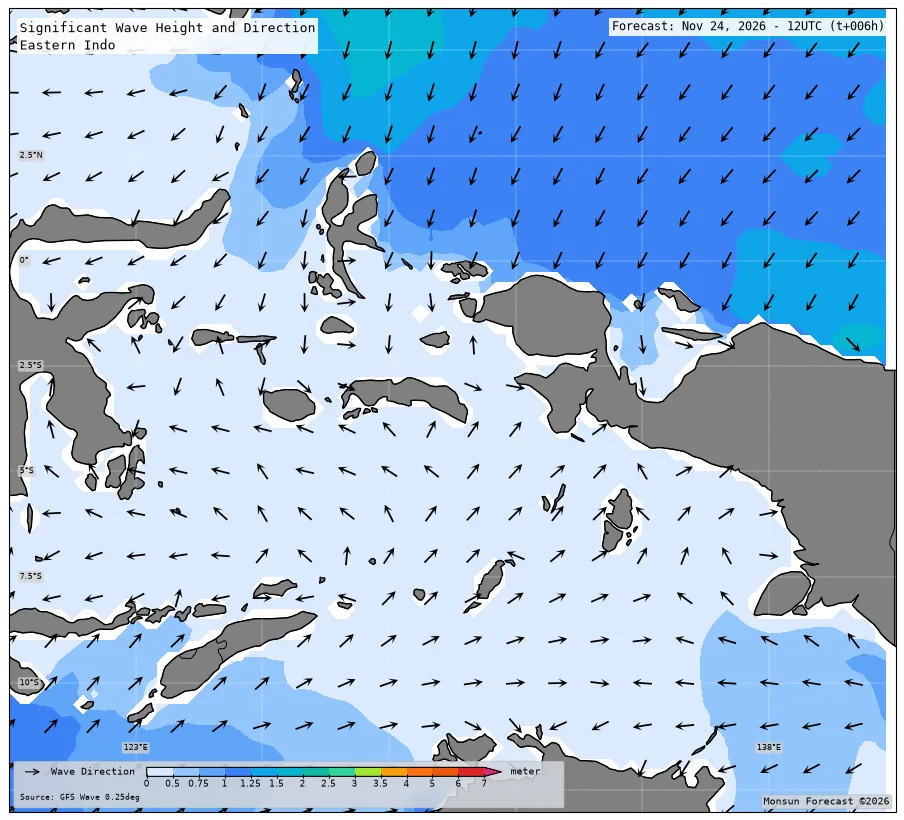 Significant Wave Height and Direction
Eastern Indo
Forecast: Nov 24, 2026 - 12UTC (t+006h)
2.5°N
0°
2.5°S
5°S
7.5°S
10°S
123°E
138°E
Wave Direction
meter
0 0.5 0.75 1 1.25 1.5 2 2.5 3 3.5 4 5 6 7
Source: GFS Wave 0.25deg
Monsun Forecast ©2026